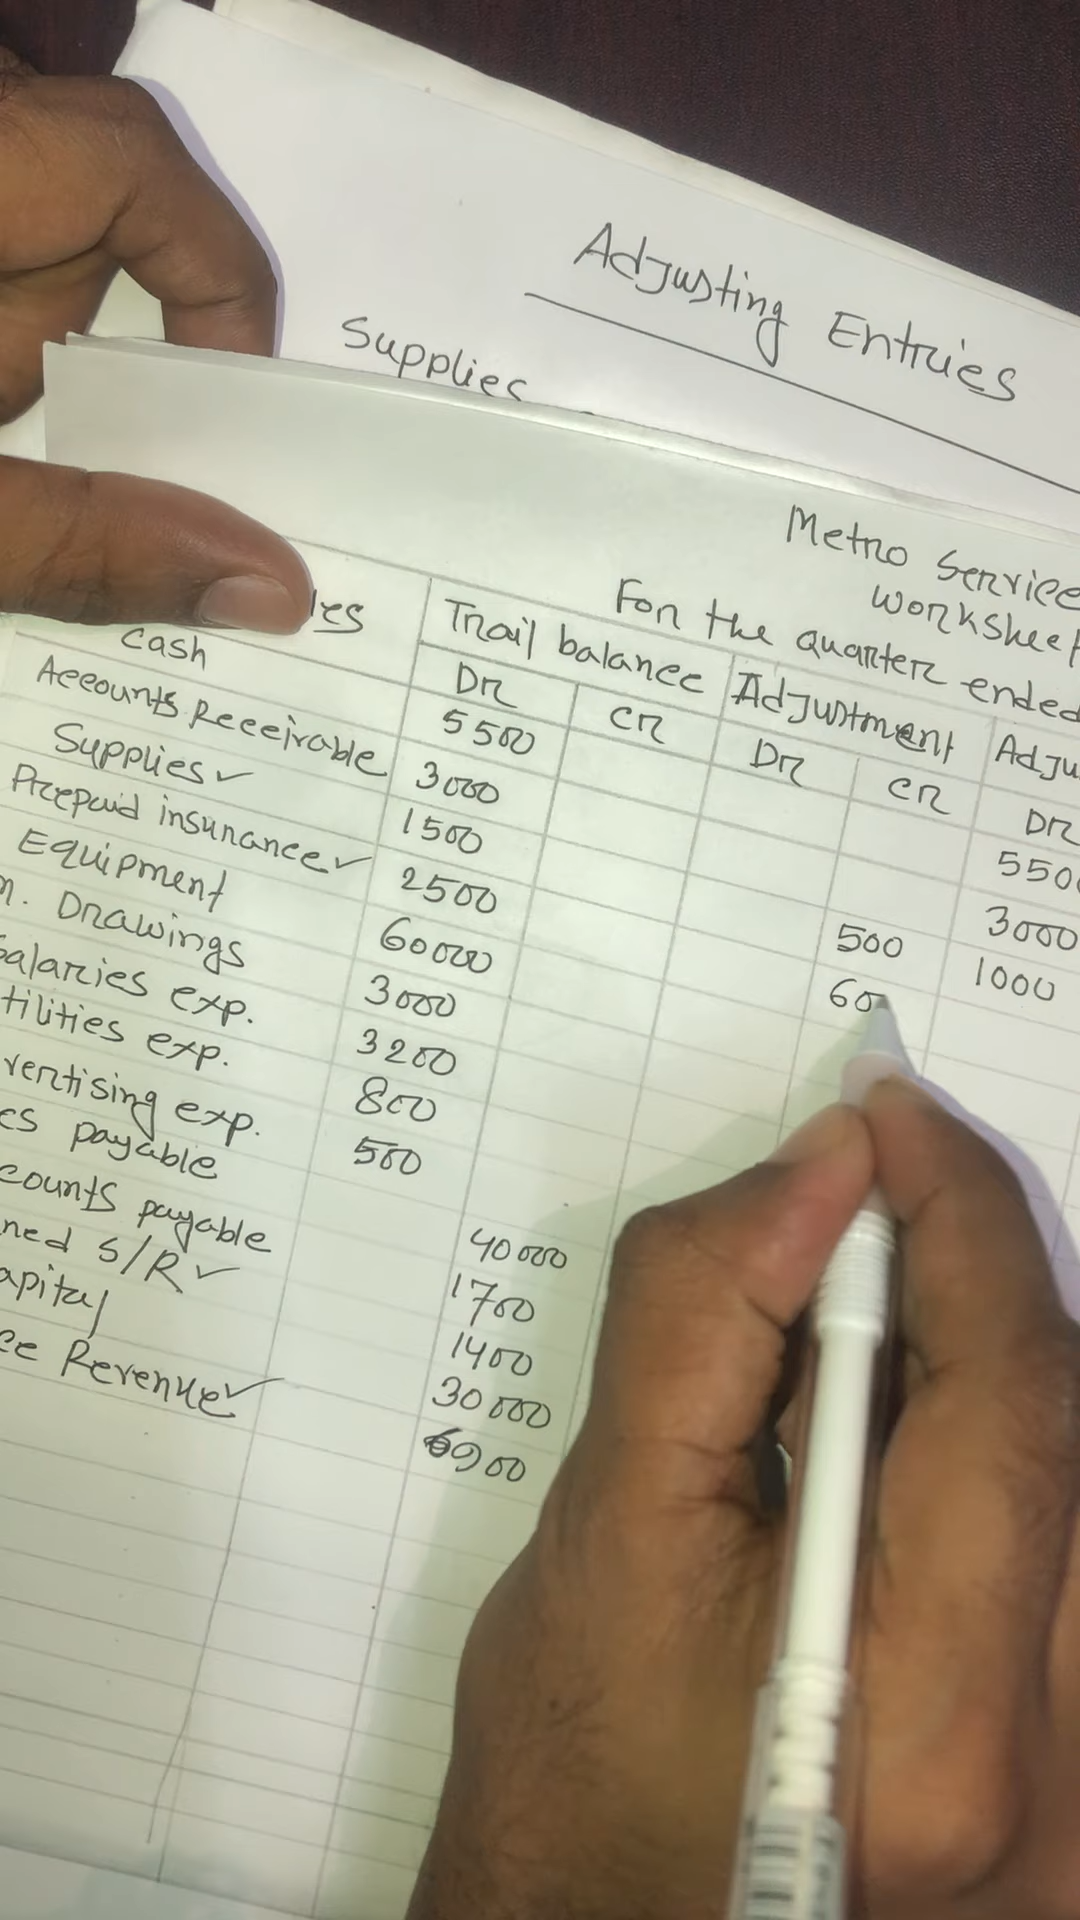 Adjusting Entries
Supplies
Metro Service
Worksheet
For the quarter ended
les Trail balance Adjustment Adju
DR CR DR CR DR
Cash 5500 550
Accounts Receivable 3000 3000
Supplies ✓ 1500 500 1000
Prepaid insurance ✓ 2500 600
Equipment 60000
n. Drawings 3000
Salaries exp. 3200
tilities exp. 800
vertising exp. 500
es payable 40000
counts payable 1700
ned S/R ✓ 1400
apital 30000
ce Revenue ✓ 6900